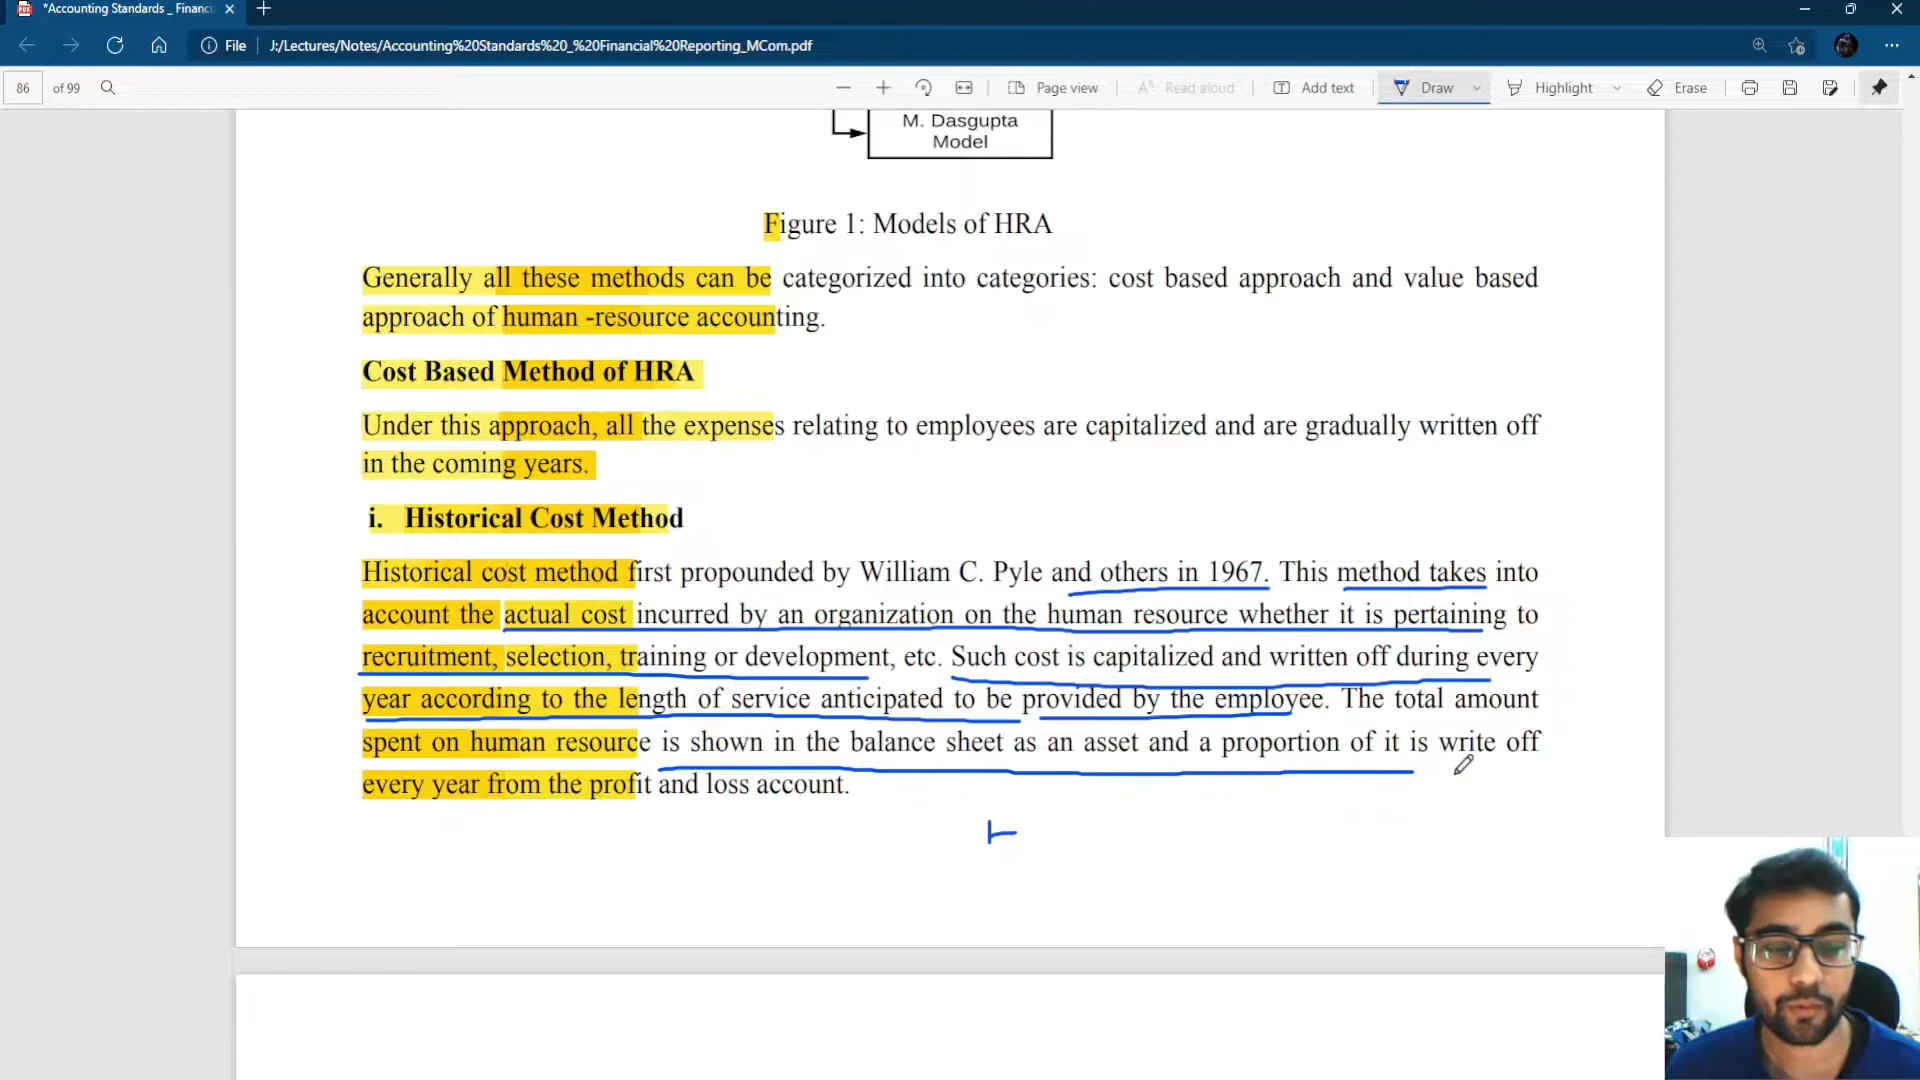 *Accounting Standards _ Financi
File
J:/Lectures/Notes/Accounting%20Standards%20_%20Financial%20Reporting_MCom.pdf
86 of 99
Page view
Read aloud
Add text
Draw
Highlight
Erase
M. Dasgupta
Model
Figure 1: Models of HRA
Generally all these methods can be categorized into categories: cost based approach and value based
approach of human -resource accounting.
Cost Based Method of HRA
Under this approach, all the expenses relating to employees are capitalized and are gradually written off
in the coming years.
i. Historical Cost Method
Historical cost method first propounded by William C. Pyle and others in 1967. This method takes into
account the actual cost incurred by an organization on the human resource whether it is pertaining to
recruitment, selection, training or development, etc. Such cost is capitalized and written off during every
year according to the length of service anticipated to be provided by the employee. The total amount
spent on human resource is shown in the balance sheet as an asset and a proportion of it is write off
every year from the profit and loss account.